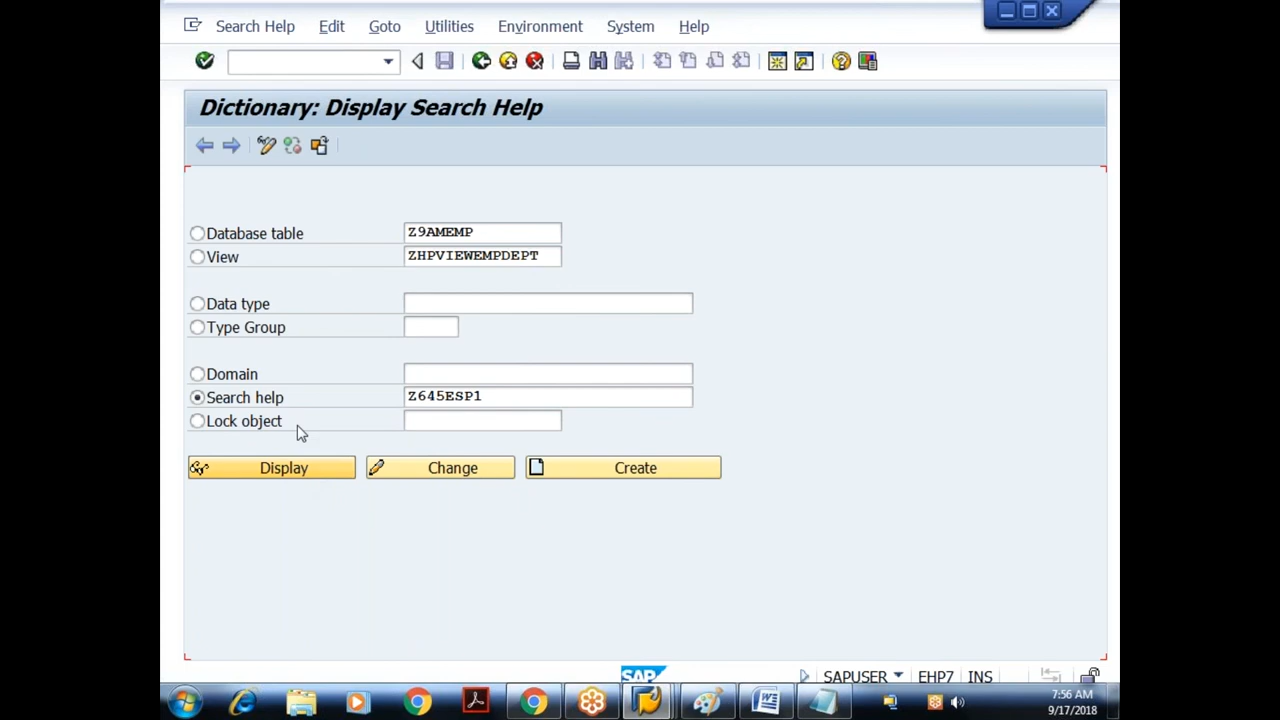 Search Help Edit Goto Utilities Environment System Help
Dictionary: Display Search Help
Database table Z9AMEMP
View ZHPVIEWEMPDEPT
Data type
Type Group
Domain
Search help Z645ESP1
Lock object
Display Change Create
SAP SAPUSER EHP7 INS
7:56 AM
9/17/2018